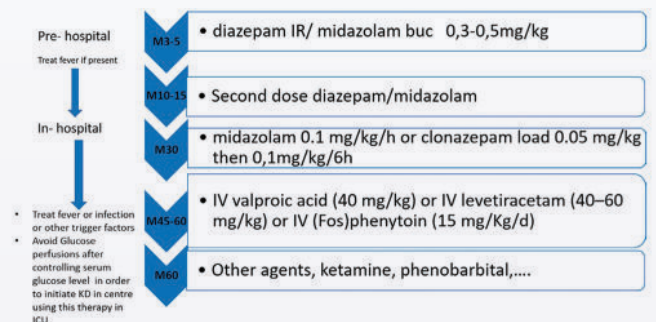 Pre- hospital
Treat fever if present
In- hospital
• Treat fever or infection
or other trigger factors
• Avoid Glucose
perfusions after
controlling serum
glucose level in order
to initiate KD in centre
using this therapy in
ICU
M3-5
• diazepam IR/ midazolam buc 0,3-0,5mg/kg
M10-15
• Second dose diazepam/midazolam
M30
• midazolam 0.1 mg/kg/h or clonazepam load 0.05 mg/kg
then 0,1mg/kg/6h
M45-60
• IV valproic acid (40 mg/kg) or IV levetiracetam (40–60
mg/kg) or IV (Fos)phenytoin (15 mg/Kg/d)
M60
• Other agents, ketamine, phenobarbital,....